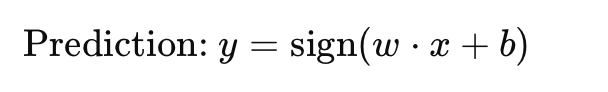 Prediction: y = sign(w · x + b)